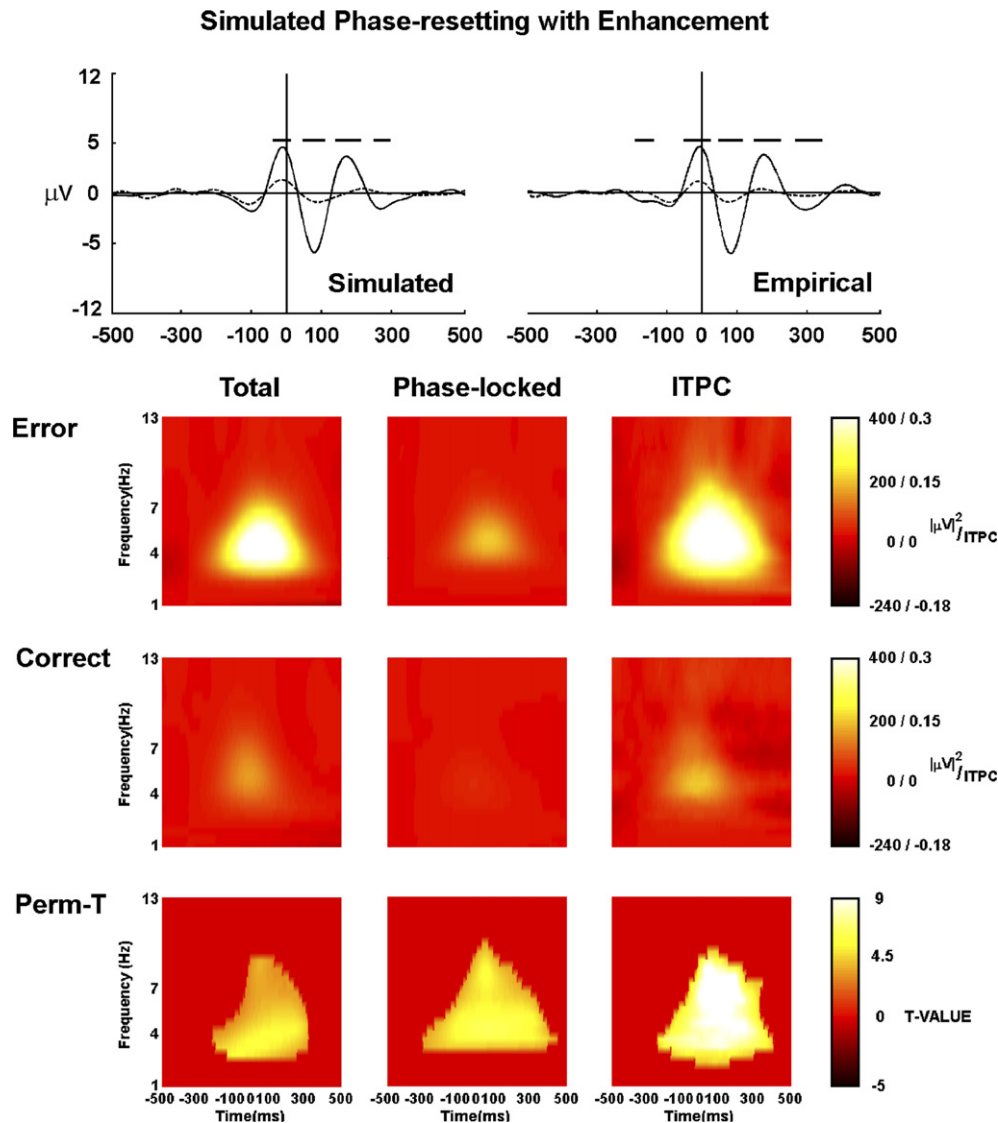 Simulated Phase-resetting with Enhancement
12
5
μV
0
-5
-12
Simulated
Empirical
-500 -300 -100 0 100 300 500
-500 -300 -100 0 100 300 500
Total Phase-locked ITPC
Error
13
7
4
1
Frequency(Hz)
400 / 0.3
200 / 0.15
0 / 0
-240 / -0.18
|μV|²f ITPC
Correct
13
7
4
1
Frequency(Hz)
400 / 0.3
200 / 0.15
0 / 0
-240 / -0.18
|μV|²f ITPC
Perm-T
13
7
4
1
Frequency (Hz)
9
4.5
0
-5
T-VALUE
-500 -300 -100 0 100 300 500
-500 -300 -100 0 100 300 500
-500 -300 -100 0 100 300 500
Time(ms) Time(ms) Time(ms)